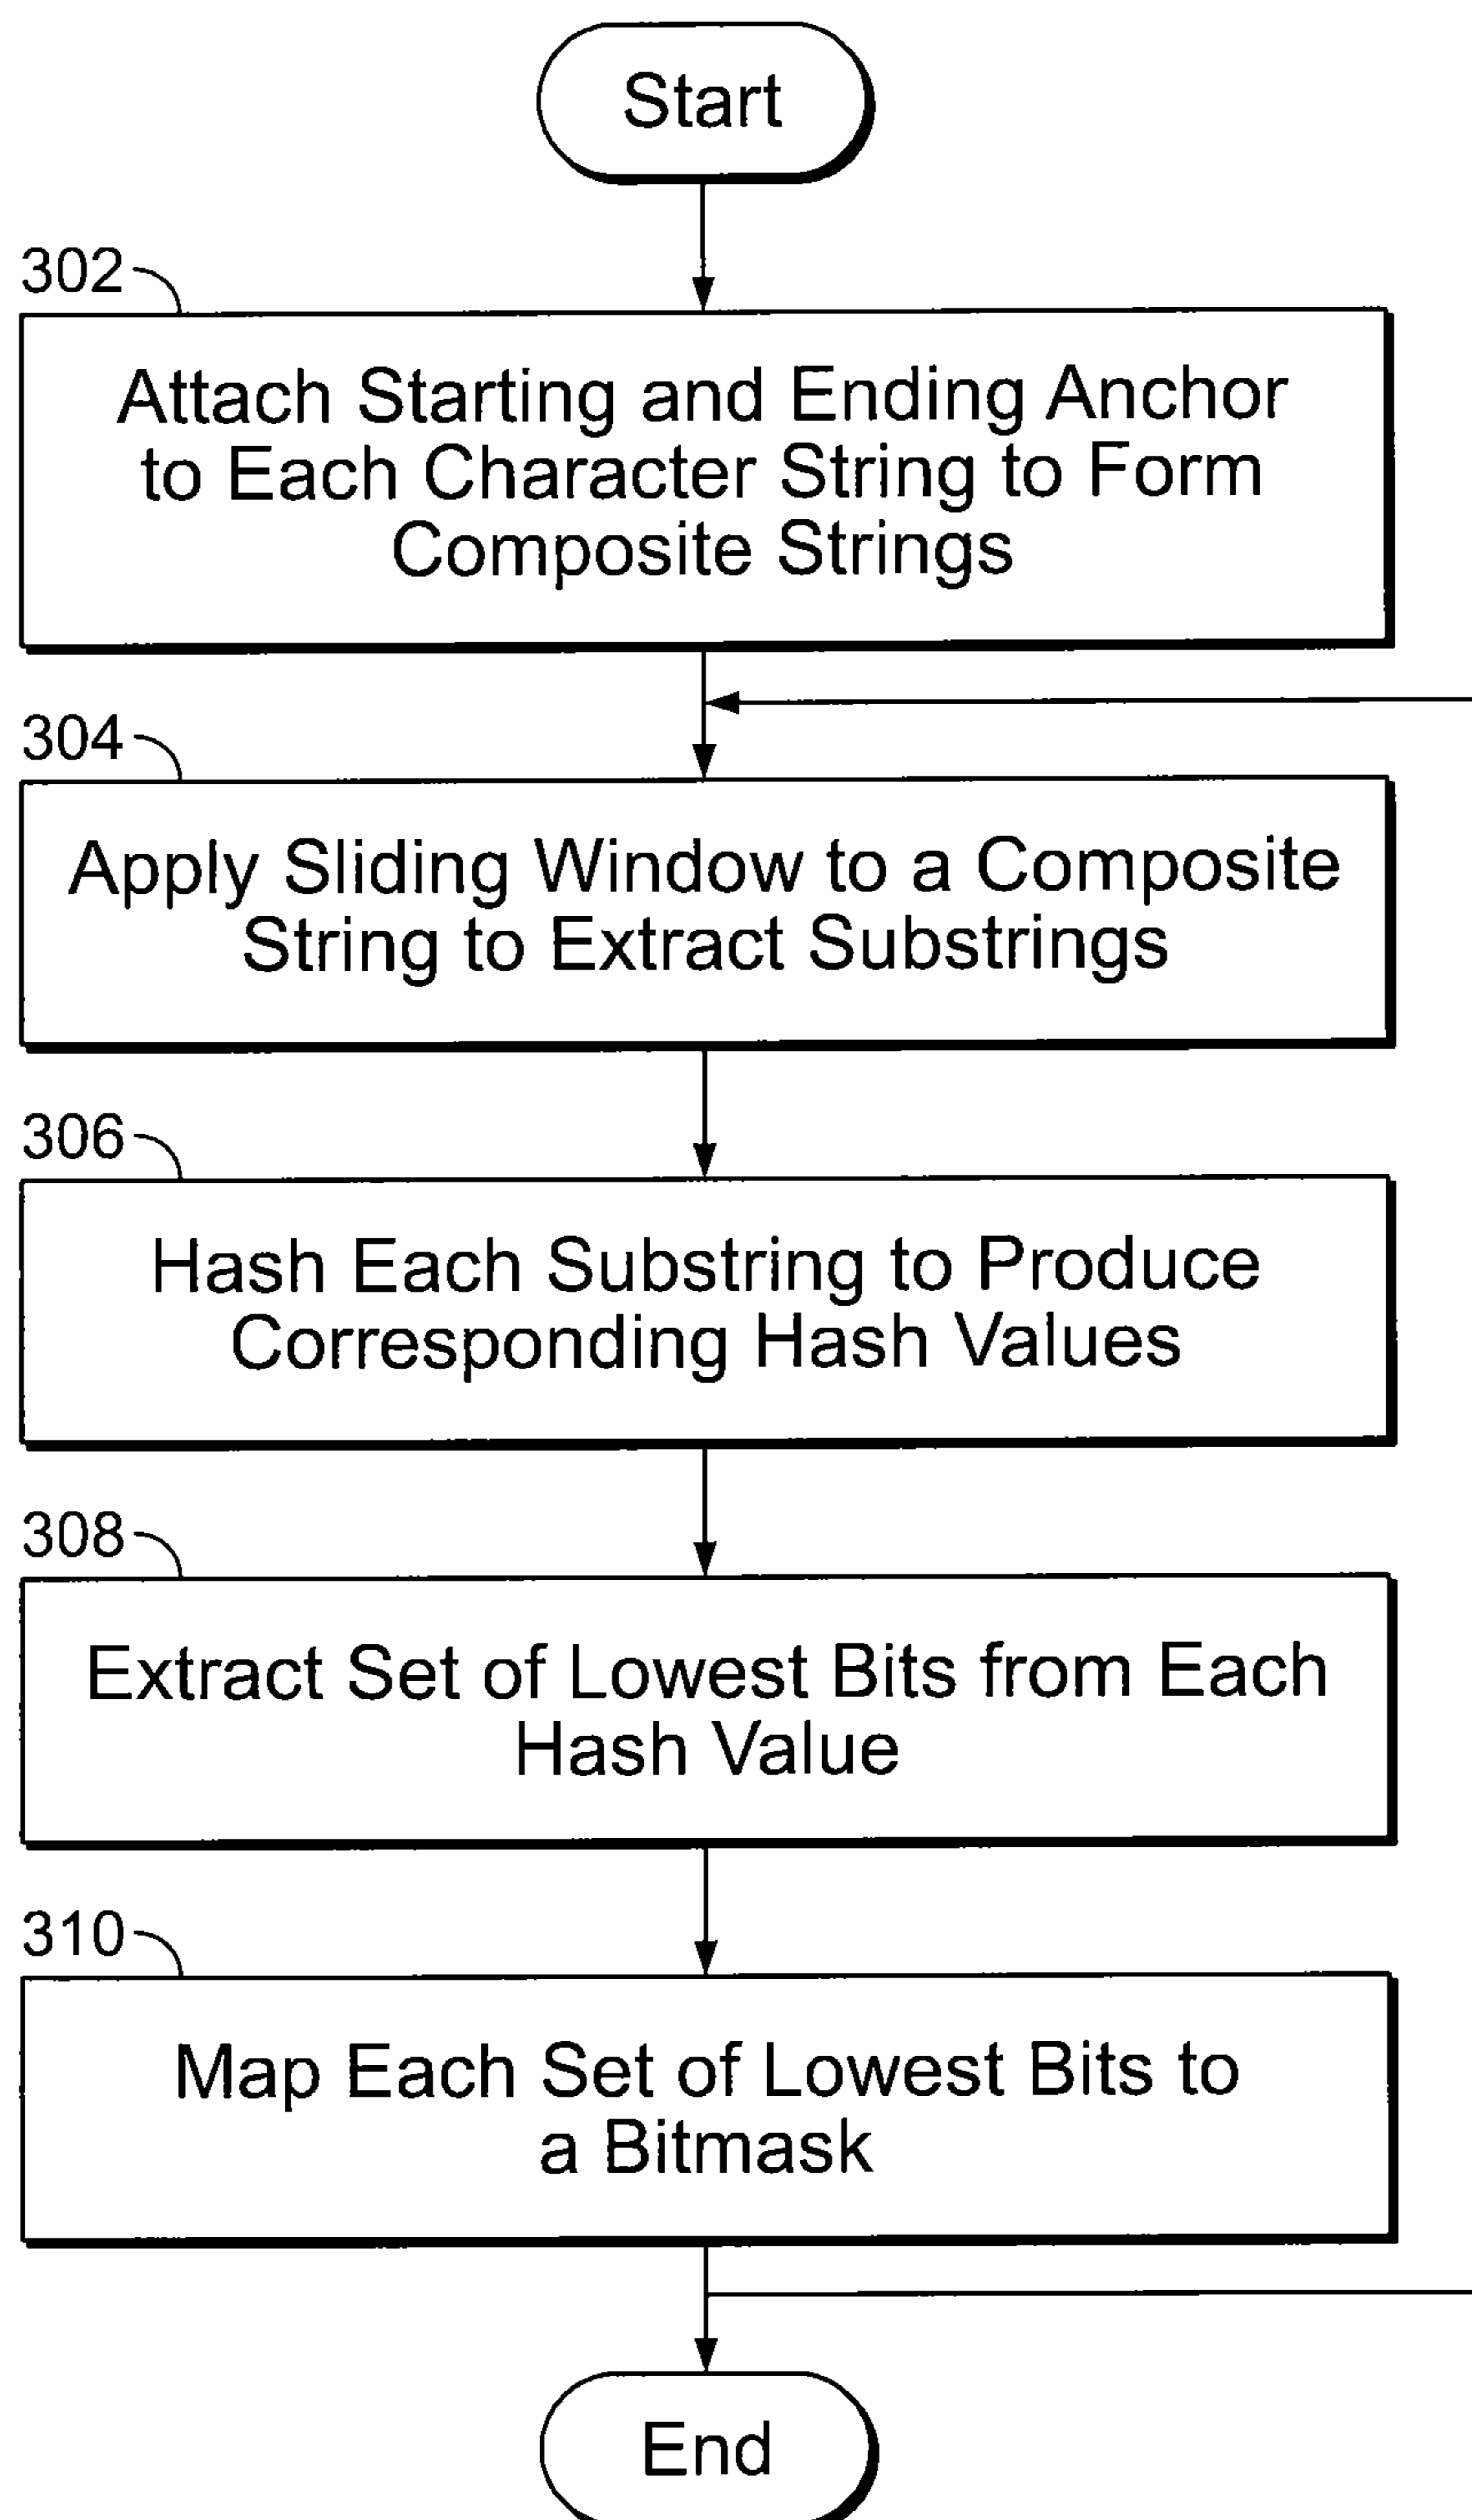 Start
302
Attach Starting and Ending Anchor
to Each Character String to Form
Composite Strings
304
Apply Sliding Window to a Composite
String to Extract Substrings
306
Hash Each Substring to Produce
Corresponding Hash Values
308
Extract Set of Lowest Bits from Each
Hash Value
310
Map Each Set of Lowest Bits to
a Bitmask
End